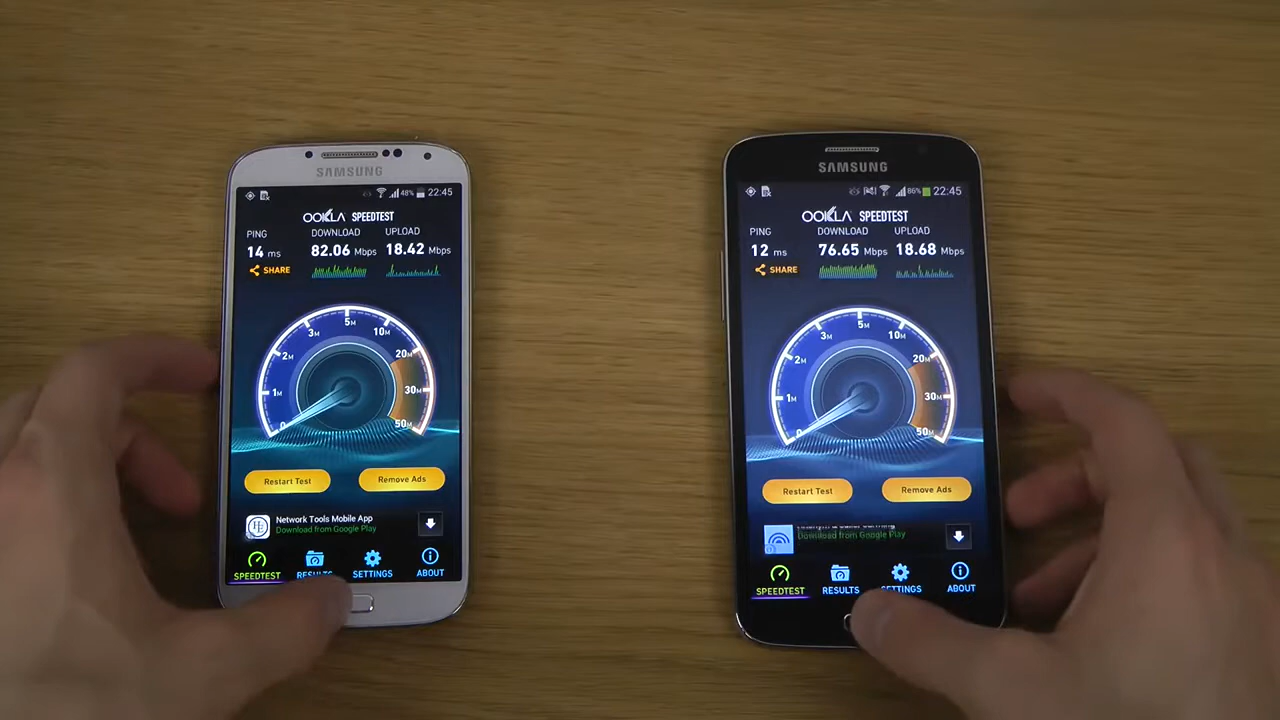 SAMSUNG
48% 22:45
OOKLA SPEEDTEST
PING DOWNLOAD UPLOAD
14 ms 82.06 Mbps 18.42 Mbps
SHARE
5M
3M 10M
2M 20M
1M 30M
0 50M
Restart Test Remove Ads
Network Tools Mobile App
Download from Google Play
SPEEDTEST RESULTS SETTINGS ABOUT
SAMSUNG
86% 22:45
OOKLA SPEEDTEST
PING DOWNLOAD UPLOAD
12 ms 76.65 Mbps 18.68 Mbps
SHARE
5M
3M 10M
2M 20M
1M 30M
0 50M
Restart Test Remove Ads
Download from Google Play
SPEEDTEST RESULTS SETTINGS ABOUT